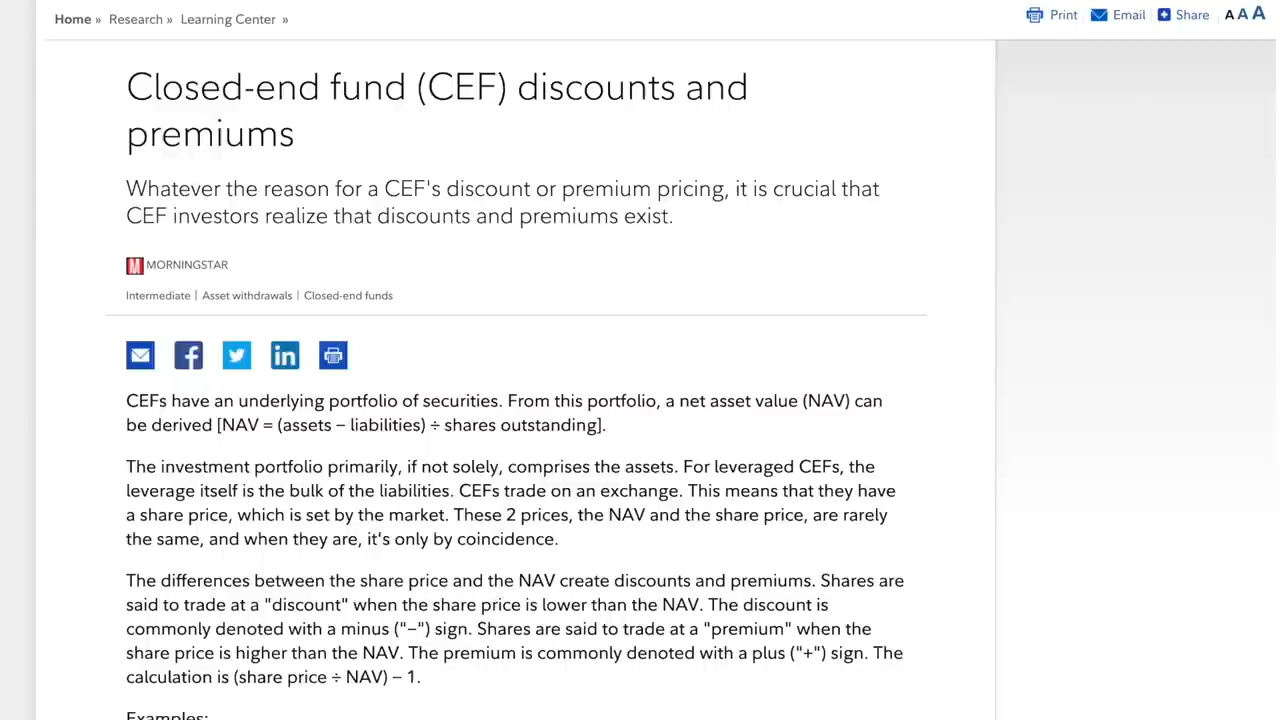 Home » Research » Learning Center »
Print Email Share A A A
Closed-end fund (CEF) discounts and
premiums
Whatever the reason for a CEF's discount or premium pricing, it is crucial that
CEF investors realize that discounts and premiums exist.
MORNINGSTAR
Intermediate | Asset withdrawals | Closed-end funds
CEFs have an underlying portfolio of securities. From this portfolio, a net asset value (NAV) can
be derived [NAV = (assets – liabilities) ÷ shares outstanding].
The investment portfolio primarily, if not solely, comprises the assets. For leveraged CEFs, the
leverage itself is the bulk of the liabilities. CEFs trade on an exchange. This means that they have
a share price, which is set by the market. These 2 prices, the NAV and the share price, are rarely
the same, and when they are, it's only by coincidence.
The differences between the share price and the NAV create discounts and premiums. Shares are
said to trade at a "discount" when the share price is lower than the NAV. The discount is
commonly denoted with a minus ("–") sign. Shares are said to trade at a "premium" when the
share price is higher than the NAV. The premium is commonly denoted with a plus ("+") sign. The
calculation is (share price ÷ NAV) – 1.
Examples: